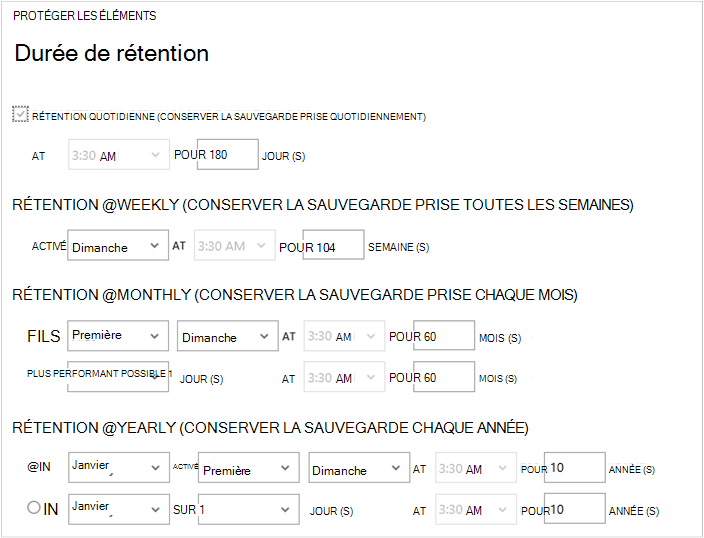 PROTÉGER LES ÉLÉMENTS
Durée de rétention
RÉTENTION QUOTIDIENNE (CONSERVER LA SAUVEGARDE PRISE QUOTIDIENNEMENT)
AT 3:30 AM POUR 180 JOUR (S)
RÉTENTION @WEEKLY (CONSERVER LA SAUVEGARDE PRISE TOUTES LES SEMAINES)
ACTIVÉ Dimanche AT 3:30 AM POUR 104 SEMAINE (S)
RÉTENTION @MONTHLY (CONSERVER LA SAUVEGARDE PRISE CHAQUE MOIS)
FILS Première Dimanche AT 3:30 AM POUR 60 MOIS (S)
PLUS PERFORMANT POSSIBLE 1 JOUR (S) AT 3:30 AM POUR 60 MOIS (S)
RÉTENTION @YEARLY (CONSERVER LA SAUVEGARDE CHAQUE ANNÉE)
@IN Janvier ACTIVÉ Première Dimanche AT 3:30 AM POUR 10 ANNÉE (S)
IN Janvier SUR 1 JOUR (S) AT 3:30 AM POUR 10 ANNÉE (S)